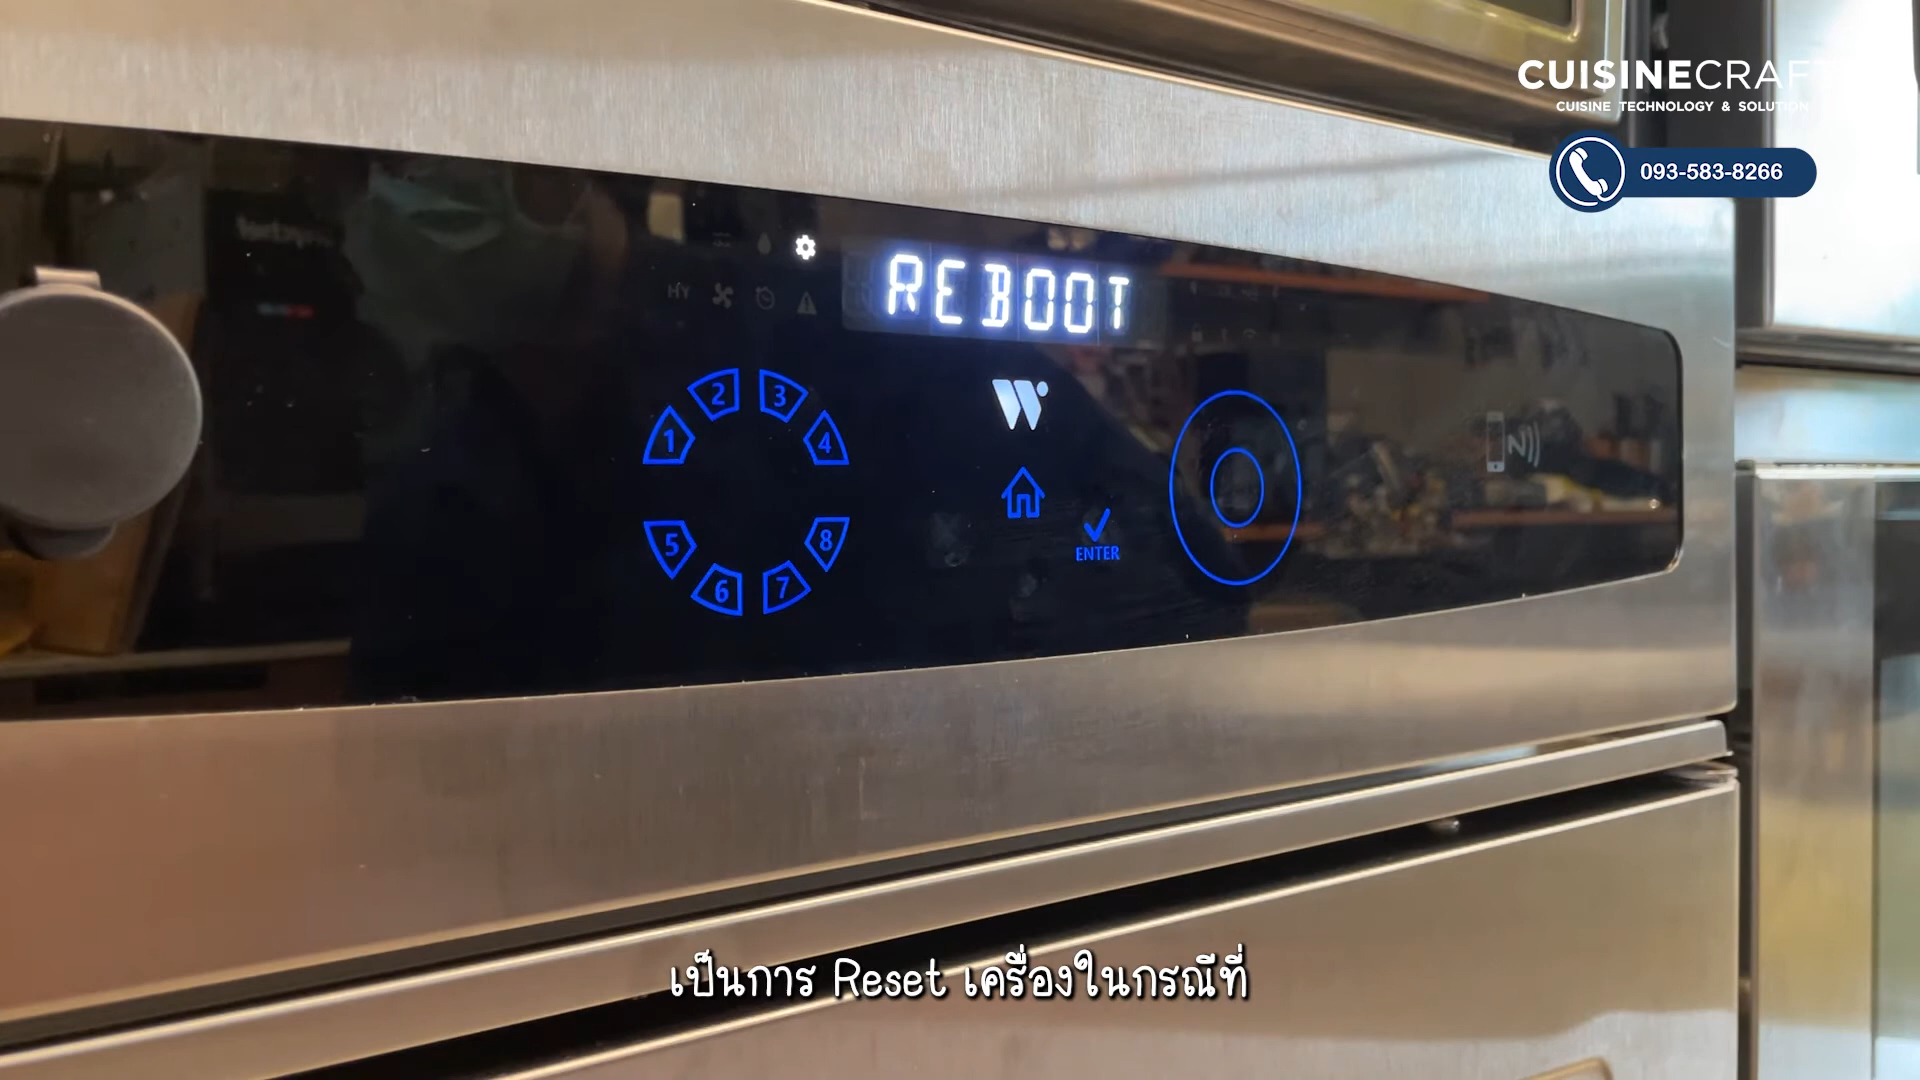 CUISINECRAFT
CUISINE TECHNOLOGY & SOLUTION
093-583-8266
REBOOT
HY
1 2 3 4
5 6 7 8
ENTER
N
เป็นการ Reset เครื่องในกรณีที่